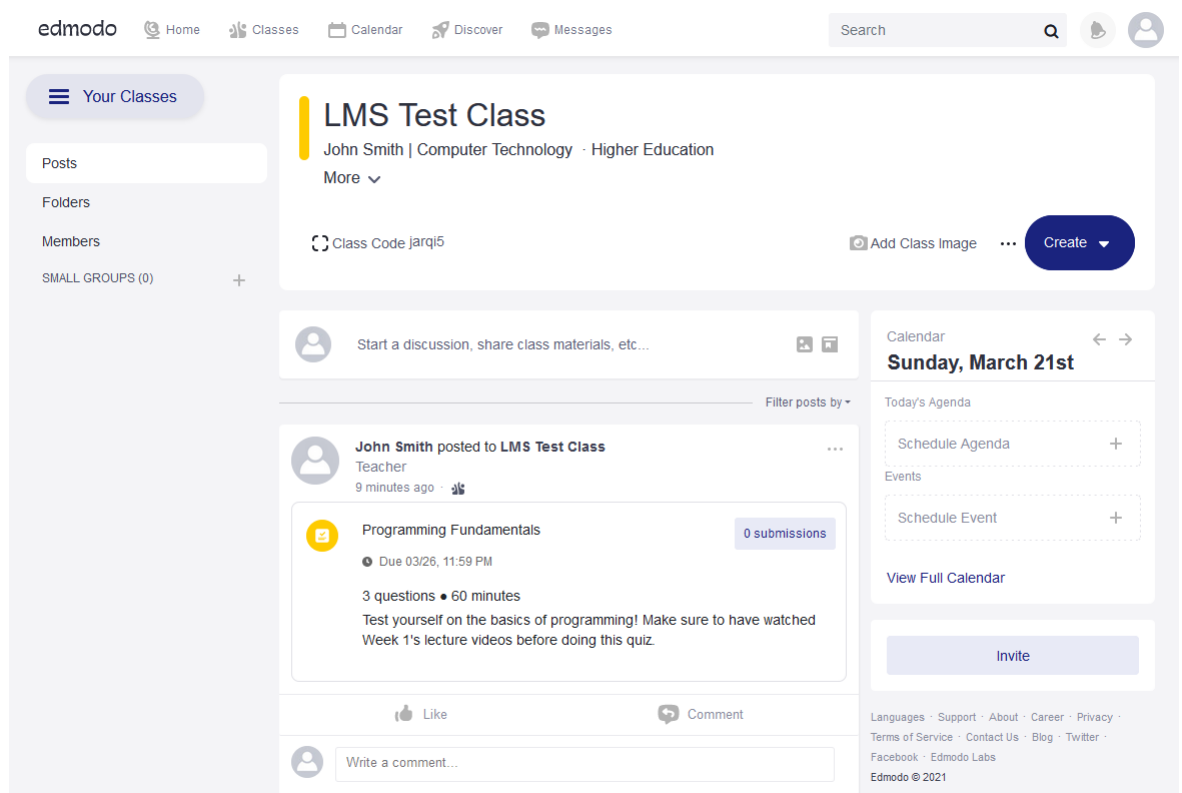 edmodo
Home
Classes
Calendar
Discover
Messages
Search
Your Classes
Posts
Folders
Members
SMALL GROUPS (0)
LMS Test Class
John Smith | Computer Technology · Higher Education
More
Class Code jarqi5
Add Class Image
Create
Start a discussion, share class materials, etc...
Filter posts by
John Smith posted to LMS Test Class
Teacher
9 minutes ago ·
Programming Fundamentals
0 submissions
Due 03/26, 11:59 PM
3 questions ● 60 minutes
Test yourself on the basics of programming! Make sure to have watched
Week 1's lecture videos before doing this quiz.
Like
Comment
Write a comment...
Calendar
Sunday, March 21st
Today's Agenda
Schedule Agenda
Events
Schedule Event
View Full Calendar
Invite
Languages · Support · About · Career · Privacy ·
Terms of Service · Contact Us · Blog · Twitter ·
Facebook · Edmodo Labs
Edmodo © 2021